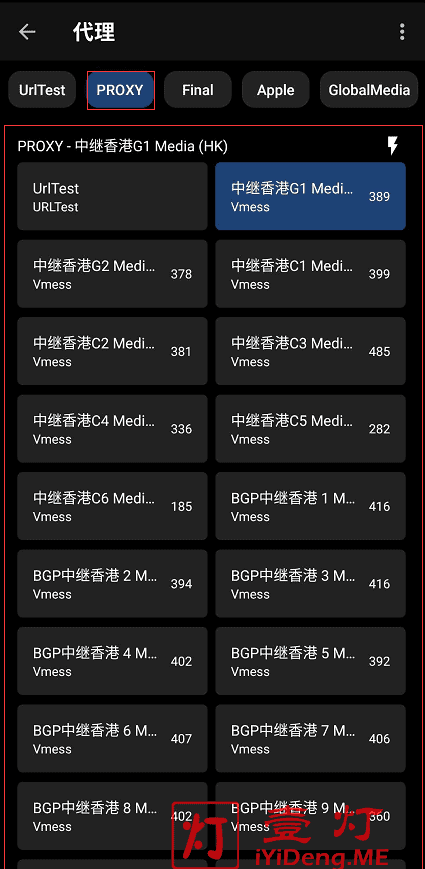 代理
UrlTest PROXY Final Apple GlobalMedia
PROXY - 中继香港G1 Media (HK)
UrlTest
URLTest
中继香港G1 Medi... 389
Vmess
中继香港G2 Medi... 378
Vmess
中继香港C1 Medi... 399
Vmess
中继香港C2 Medi... 381
Vmess
中继香港C3 Medi... 485
Vmess
中继香港C4 Medi... 336
Vmess
中继香港C5 Medi... 282
Vmess
中继香港C6 Medi... 185
Vmess
BGP中继香港 1 M... 416
Vmess
BGP中继香港 2 M... 394
Vmess
BGP中继香港 3 M... 416
Vmess
BGP中继香港 4 M... 402
Vmess
BGP中继香港 5 M... 392
Vmess
BGP中继香港 6 M... 407
Vmess
BGP中继香港 7 M... 406
Vmess
BGP中继香港 8 M... 402
Vmess
BGP中继香港 9 M... 360
Vmess
灯 壹灯
iYiDeng.ME